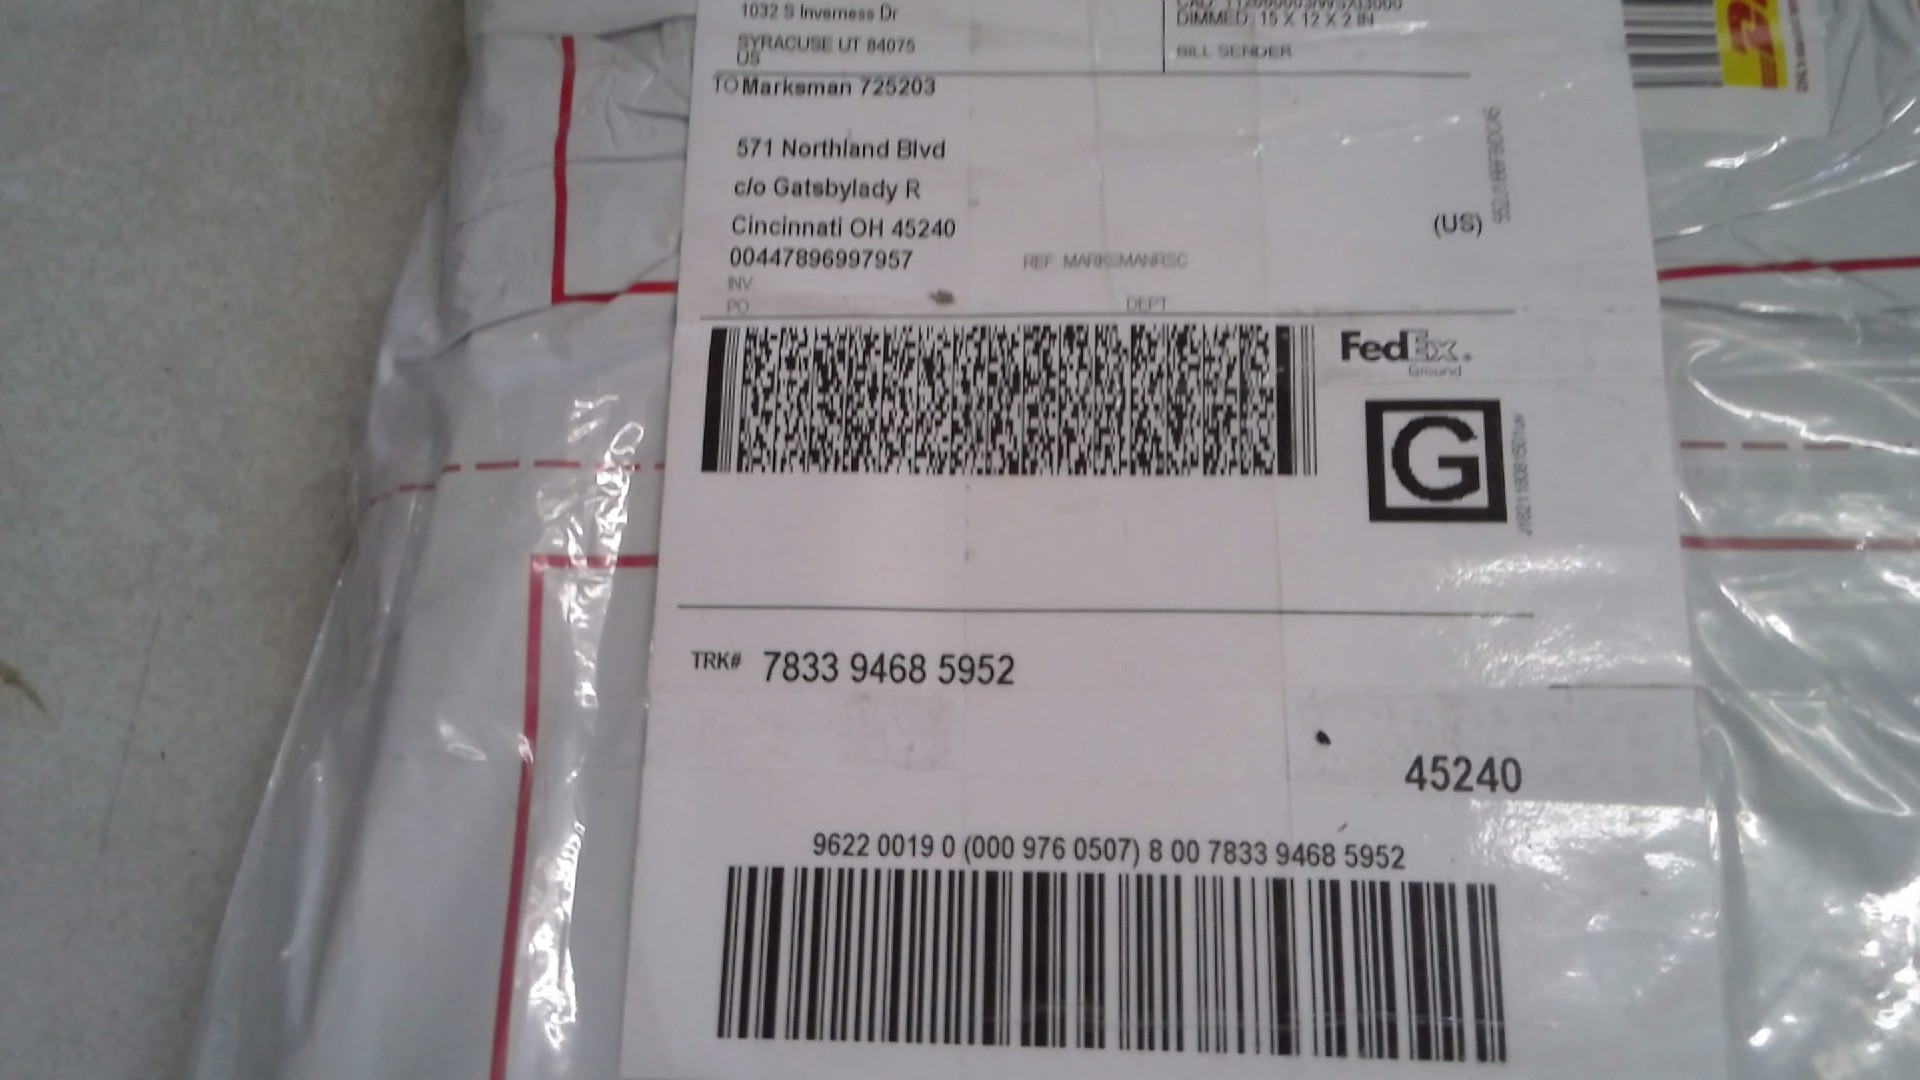 1032 S Inverness Dr
SYRACUSE UT 84075
US
DIMMED: 15 X 12 X 2 IN
BILL SENDER
TO Marksman 725203
571 Northland Blvd
c/o Gatsbylady R
Cincinnati OH 45240
(US)
00447896997957
REF: MARKSMANRSC
INV
PO
DEPT
FedEx
Ground
G
TRK# 7833 9468 5952
45240
9622 0019 0 (000 976 0507) 8 00 7833 9468 5952